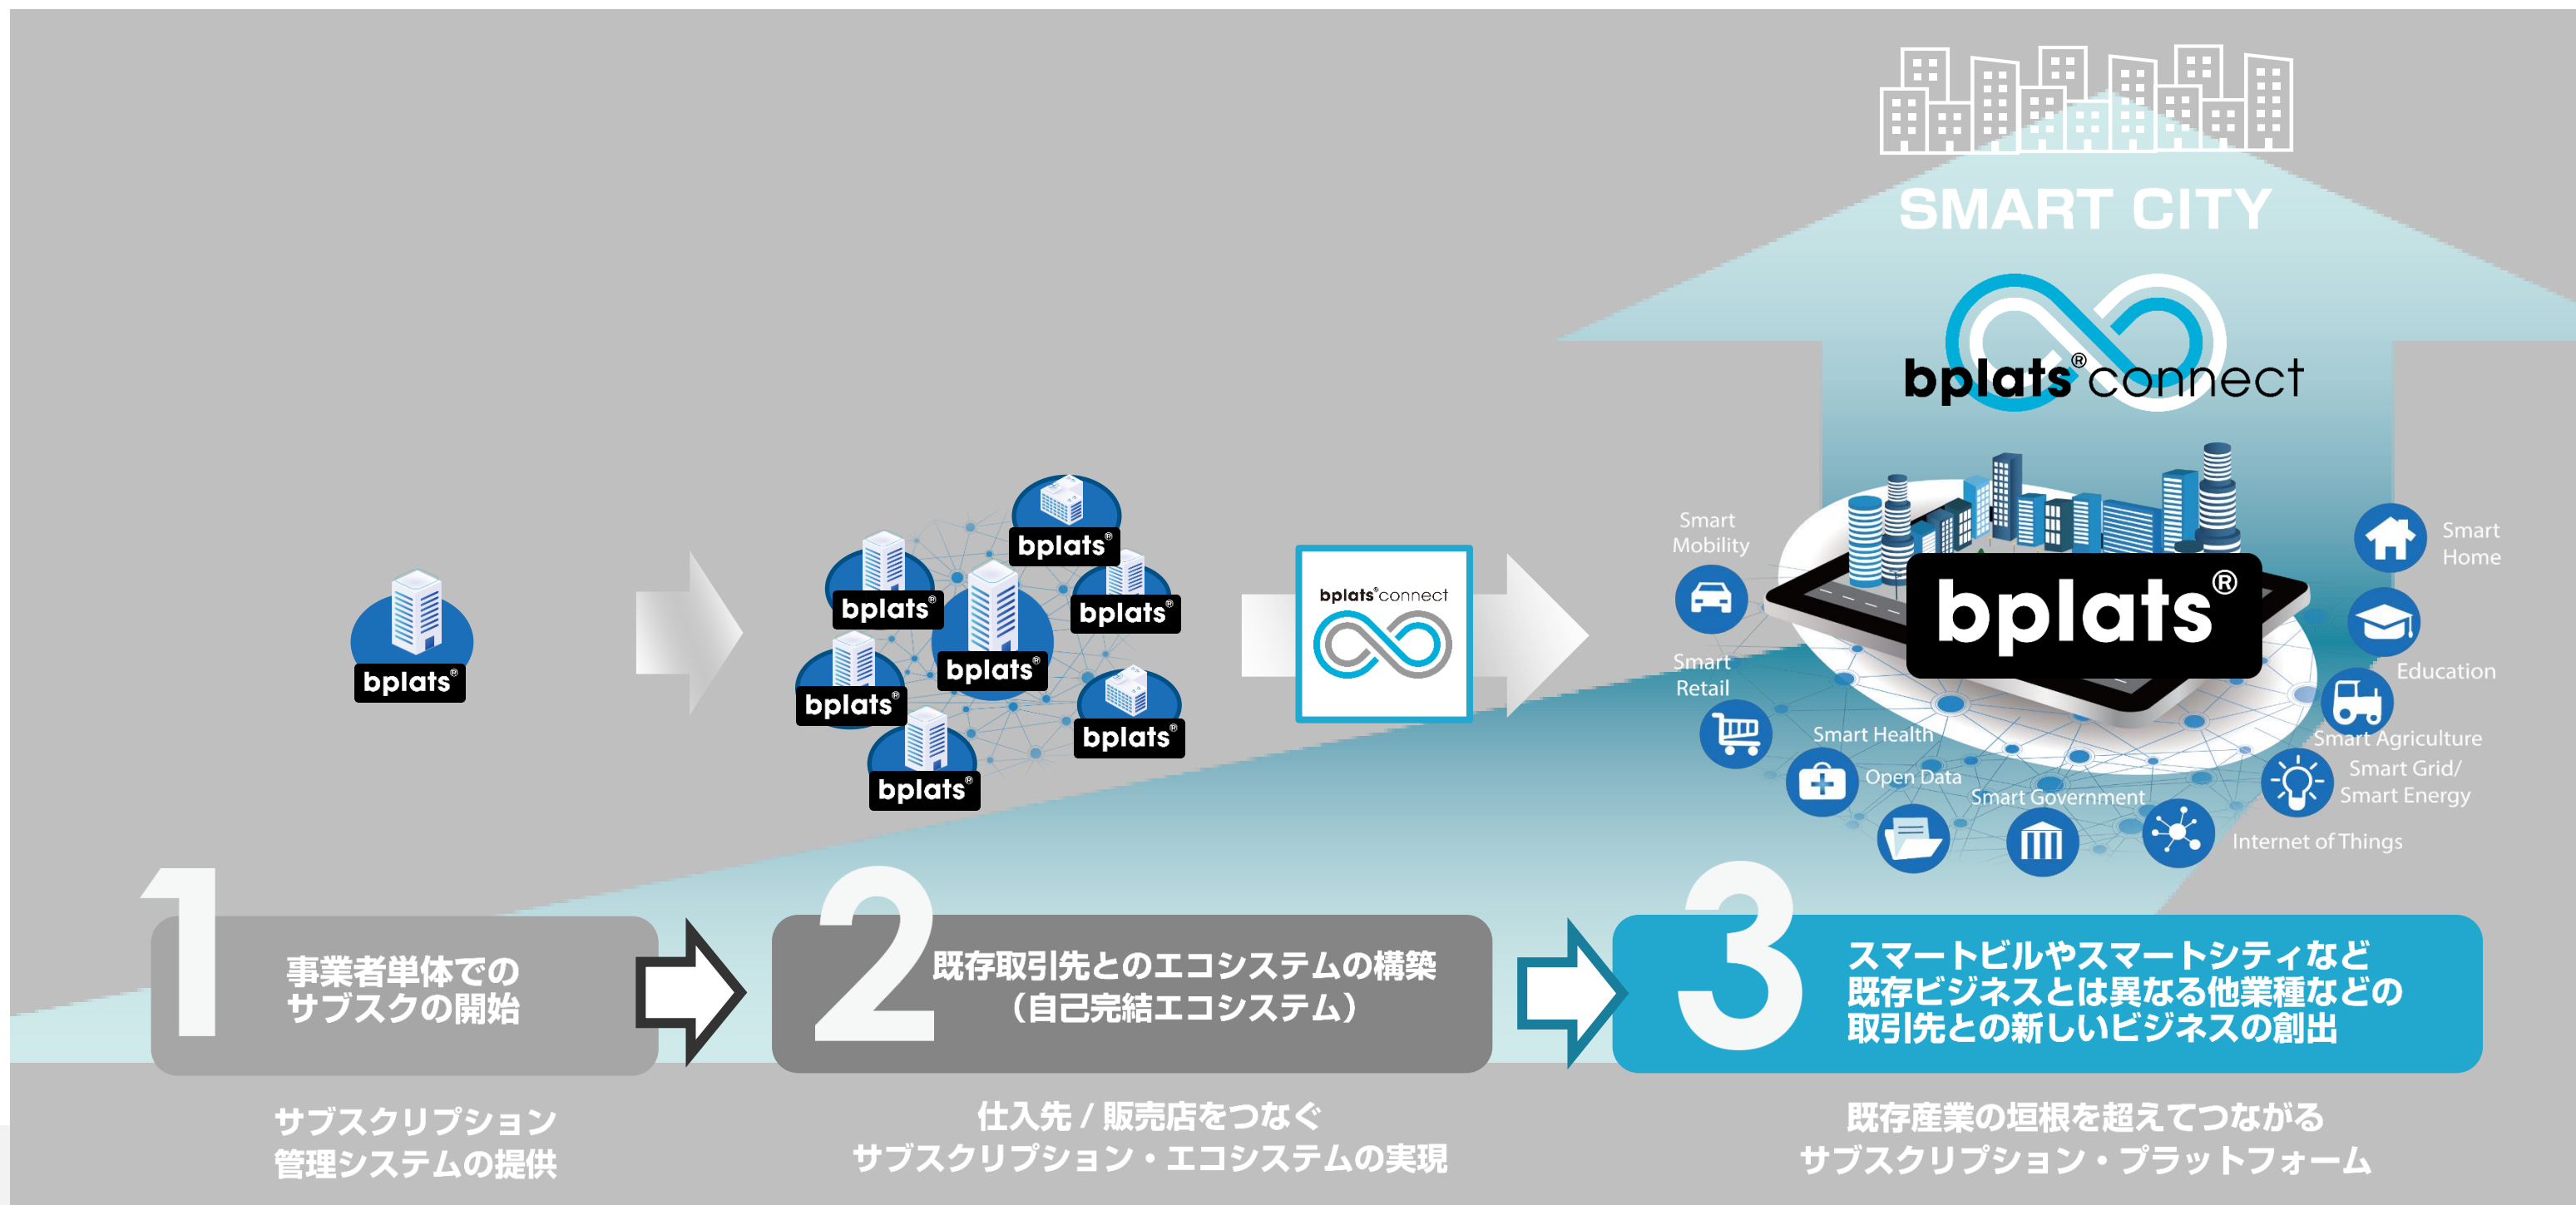 SMART CITY
bplats®connect
bplats®
bplats®
bplats®
bplats®
bplats®
bplats®
bplats®
bplats®
bplats®connect
Smart
Mobility
Smart
Retail
Smart Health
Open Data
Smart Government
Internet of Things
Smart Grid/
Smart Energy
Smart Agriculture
Education
Smart
Home
bplats®
1
事業者単体での
サブスクの開始
サブスクリプション
管理システムの提供
2
既存取引先とのエコシステムの構築
（自己完結エコシステム）
仕入先 / 販売店をつなぐ
サブスクリプション・エコシステムの実現
3
スマートビルやスマートシティなど
既存ビジネスとは異なる他業種などの
取引先との新しいビジネスの創出
既存産業の垣根を超えてつながる
サブスクリプション・プラットフォーム